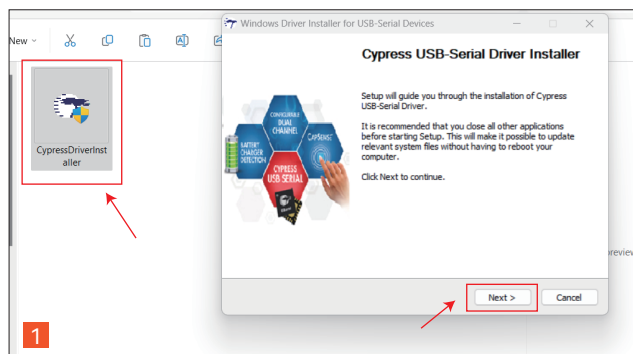 Windows Driver Installer for USB-Serial Devices
New
Cypress USB-Serial Driver Installer
Setup will guide you through the installation of Cypress
USB-Serial Driver.
It is recommended that you close all other applications
before starting Setup. This will make it possible to update
relevant system files without having to reboot your
computer.
Click Next to continue.
CONFIGURABLE
DUAL
CHANNEL
CAPSENSE
BATTERY
CHARGER
DETECTION
CYPRESS
USB SERIAL
CypressDriverInst
aller
preview
Next >
Cancel
1